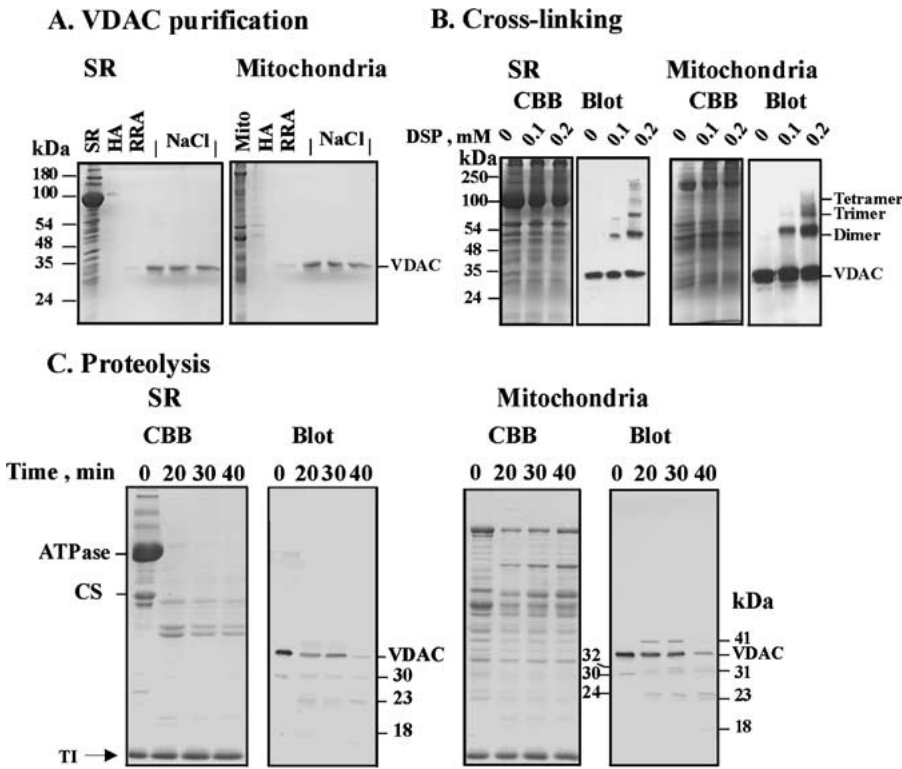 A. VDAC purification
SR
Mitochondria
kDa
SR
HA
RRA
NaCl
Mito
HA
RRA
NaCl
180
100
54
48
35
24
VDAC
B. Cross-linking
SR
Mitochondria
CBB
Blot
CBB
Blot
DSP , mM
0 0.1 0.2 0 0.1 0.2 0 0.1 0.2 0 0.1 0.2
kDa
250
100
54
48
35
24
Tetramer
Trimer
Dimer
VDAC
C. Proteolysis
SR
Mitochondria
CBB
Blot
CBB
Blot
Time , min 0 20 30 40 0 20 30 40 0 20 30 40 0 20 30 40
ATPase
CS
TI
VDAC
30
23
18
32
30
24
kDa
41
VDAC
31
23
18